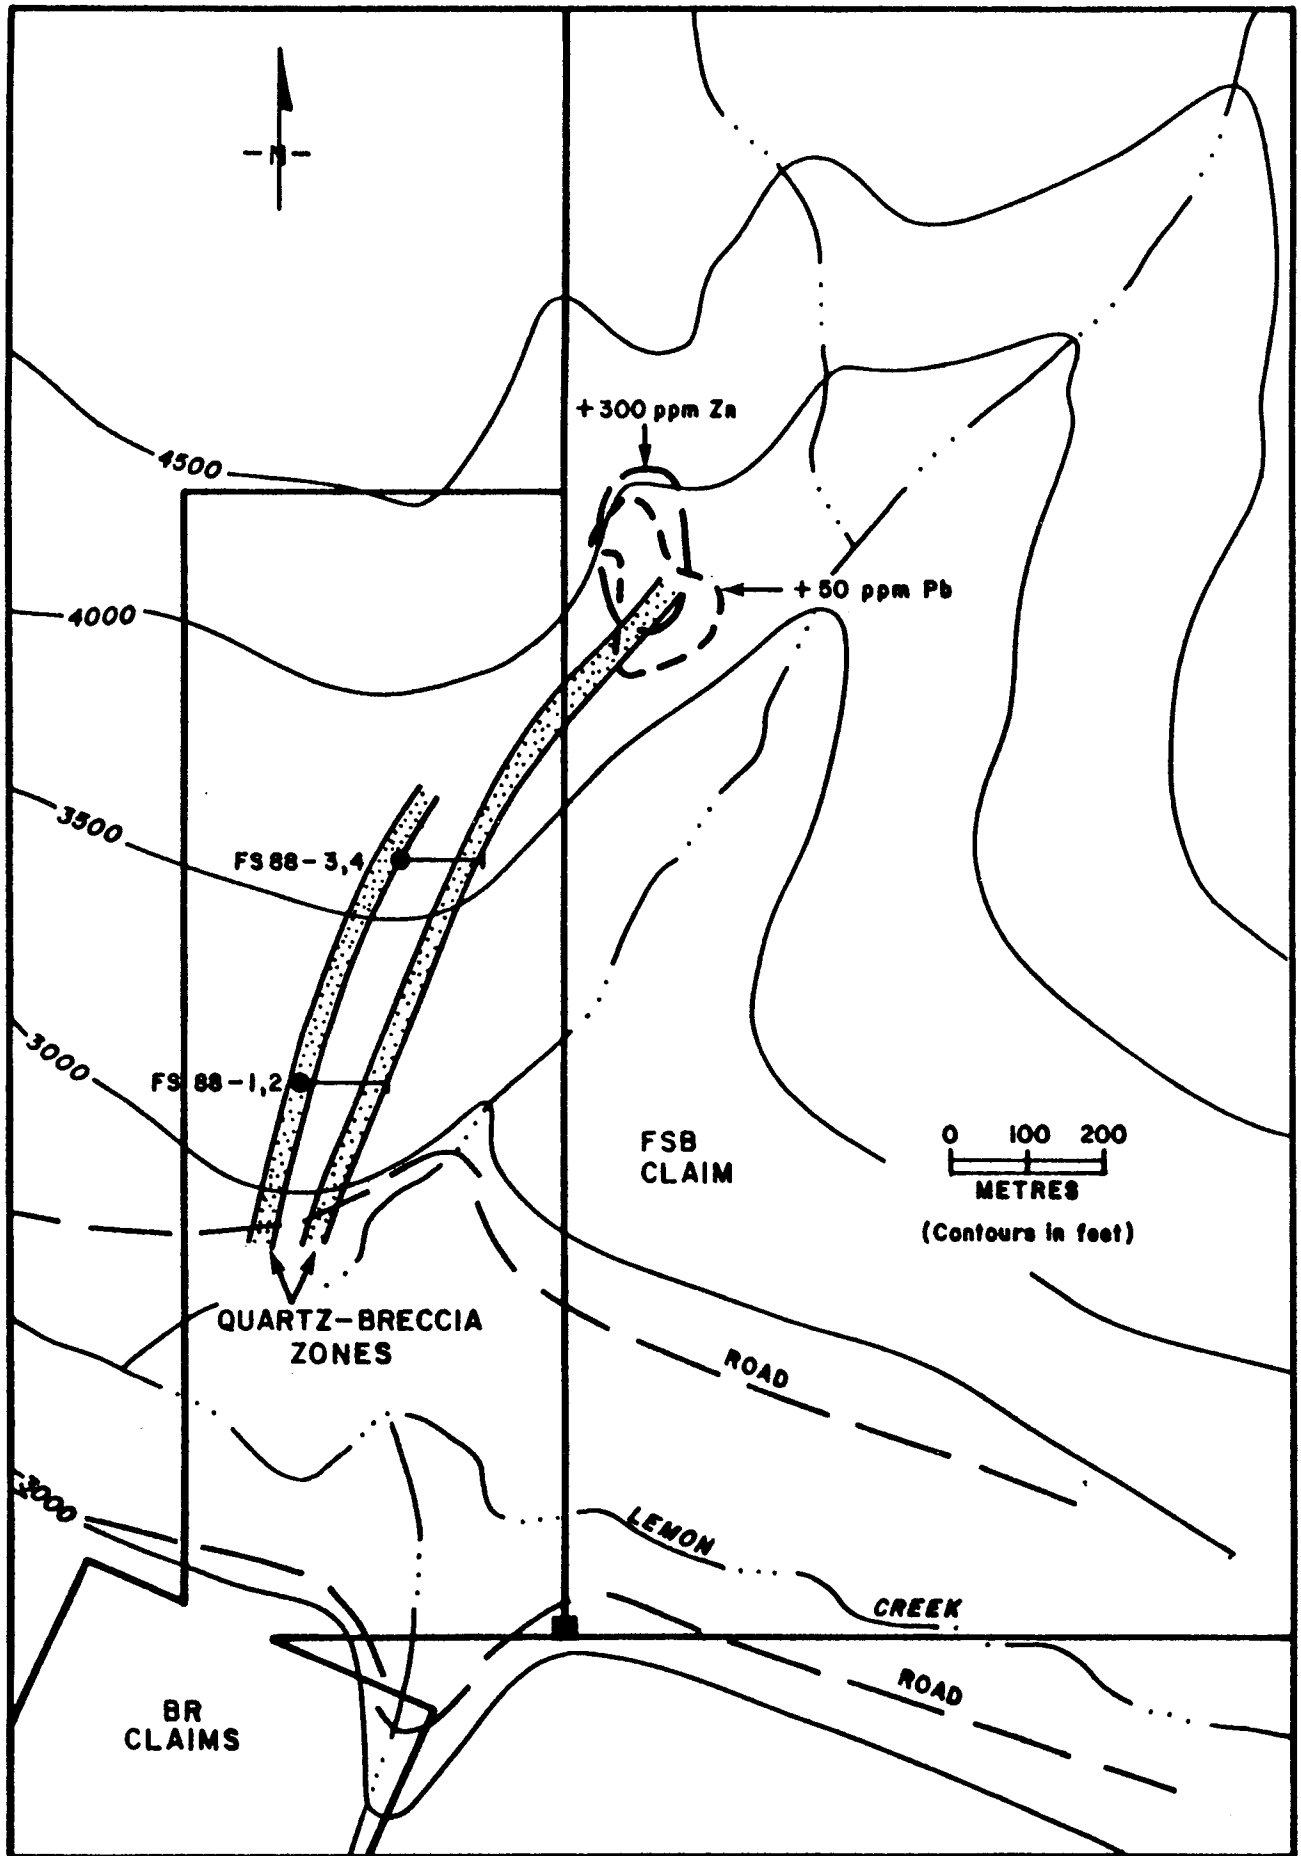 -N-
+300 ppm Zn
4500
+50 ppm Pb
4000
3500
FS 88-3,4
3000
FS 88-1,2
FSB
CLAIM
0 100 200
METRES
(Contours in feet)
QUARTZ-BRECCIA
ZONES
ROAD
3000
LEMON
CREEK
ROAD
BR
CLAIMS